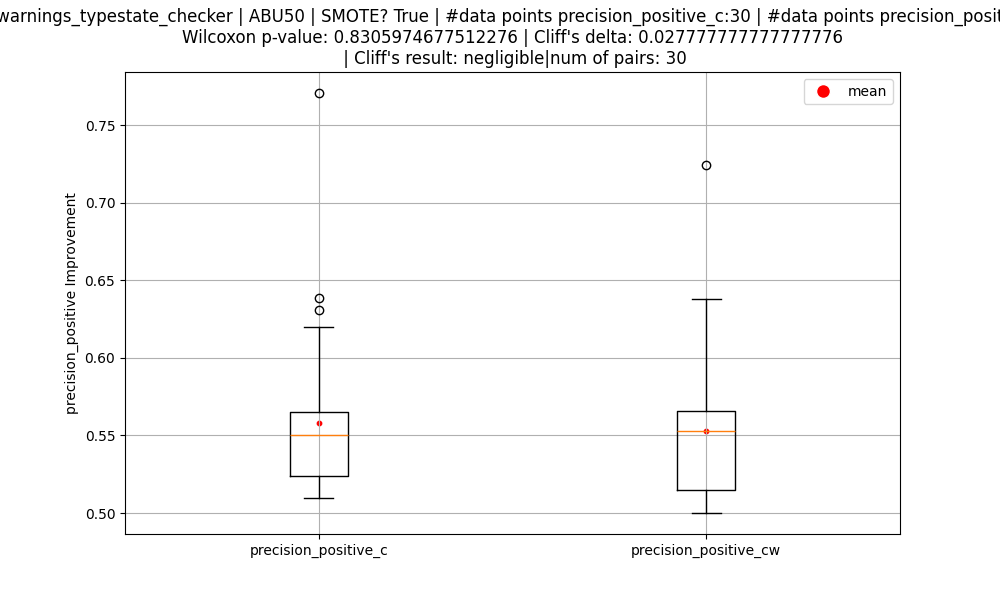 warnings_typestate_checker | ABU50 | SMOTE? True | #data points precision_positive_c:30 | #data points
Wilcoxon p-value: 0.8305974677512276 | Cliff's delta: 0.027777777777777776
| Cliff's result: negligible|num of pairs: 30
mean
precision_positive Improvement
0.75
0.70
0.65
0.60
0.55
0.50
precision_positive_c
precision_positive_cw